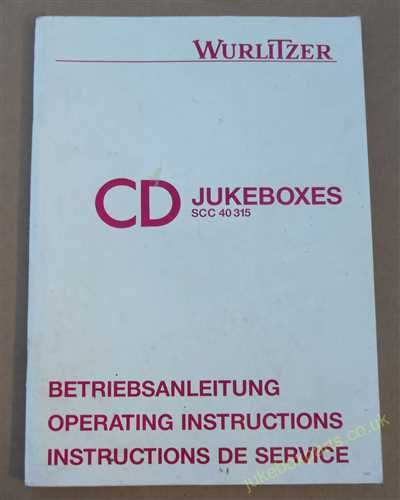 WURLITZER
CD JUKEBOXES
SCC 40 315
BETRIEBSANLEITUNG
OPERATING INSTRUCTIONS
INSTRUCTIONS DE SERVICE
jukeboxparts.co.uk